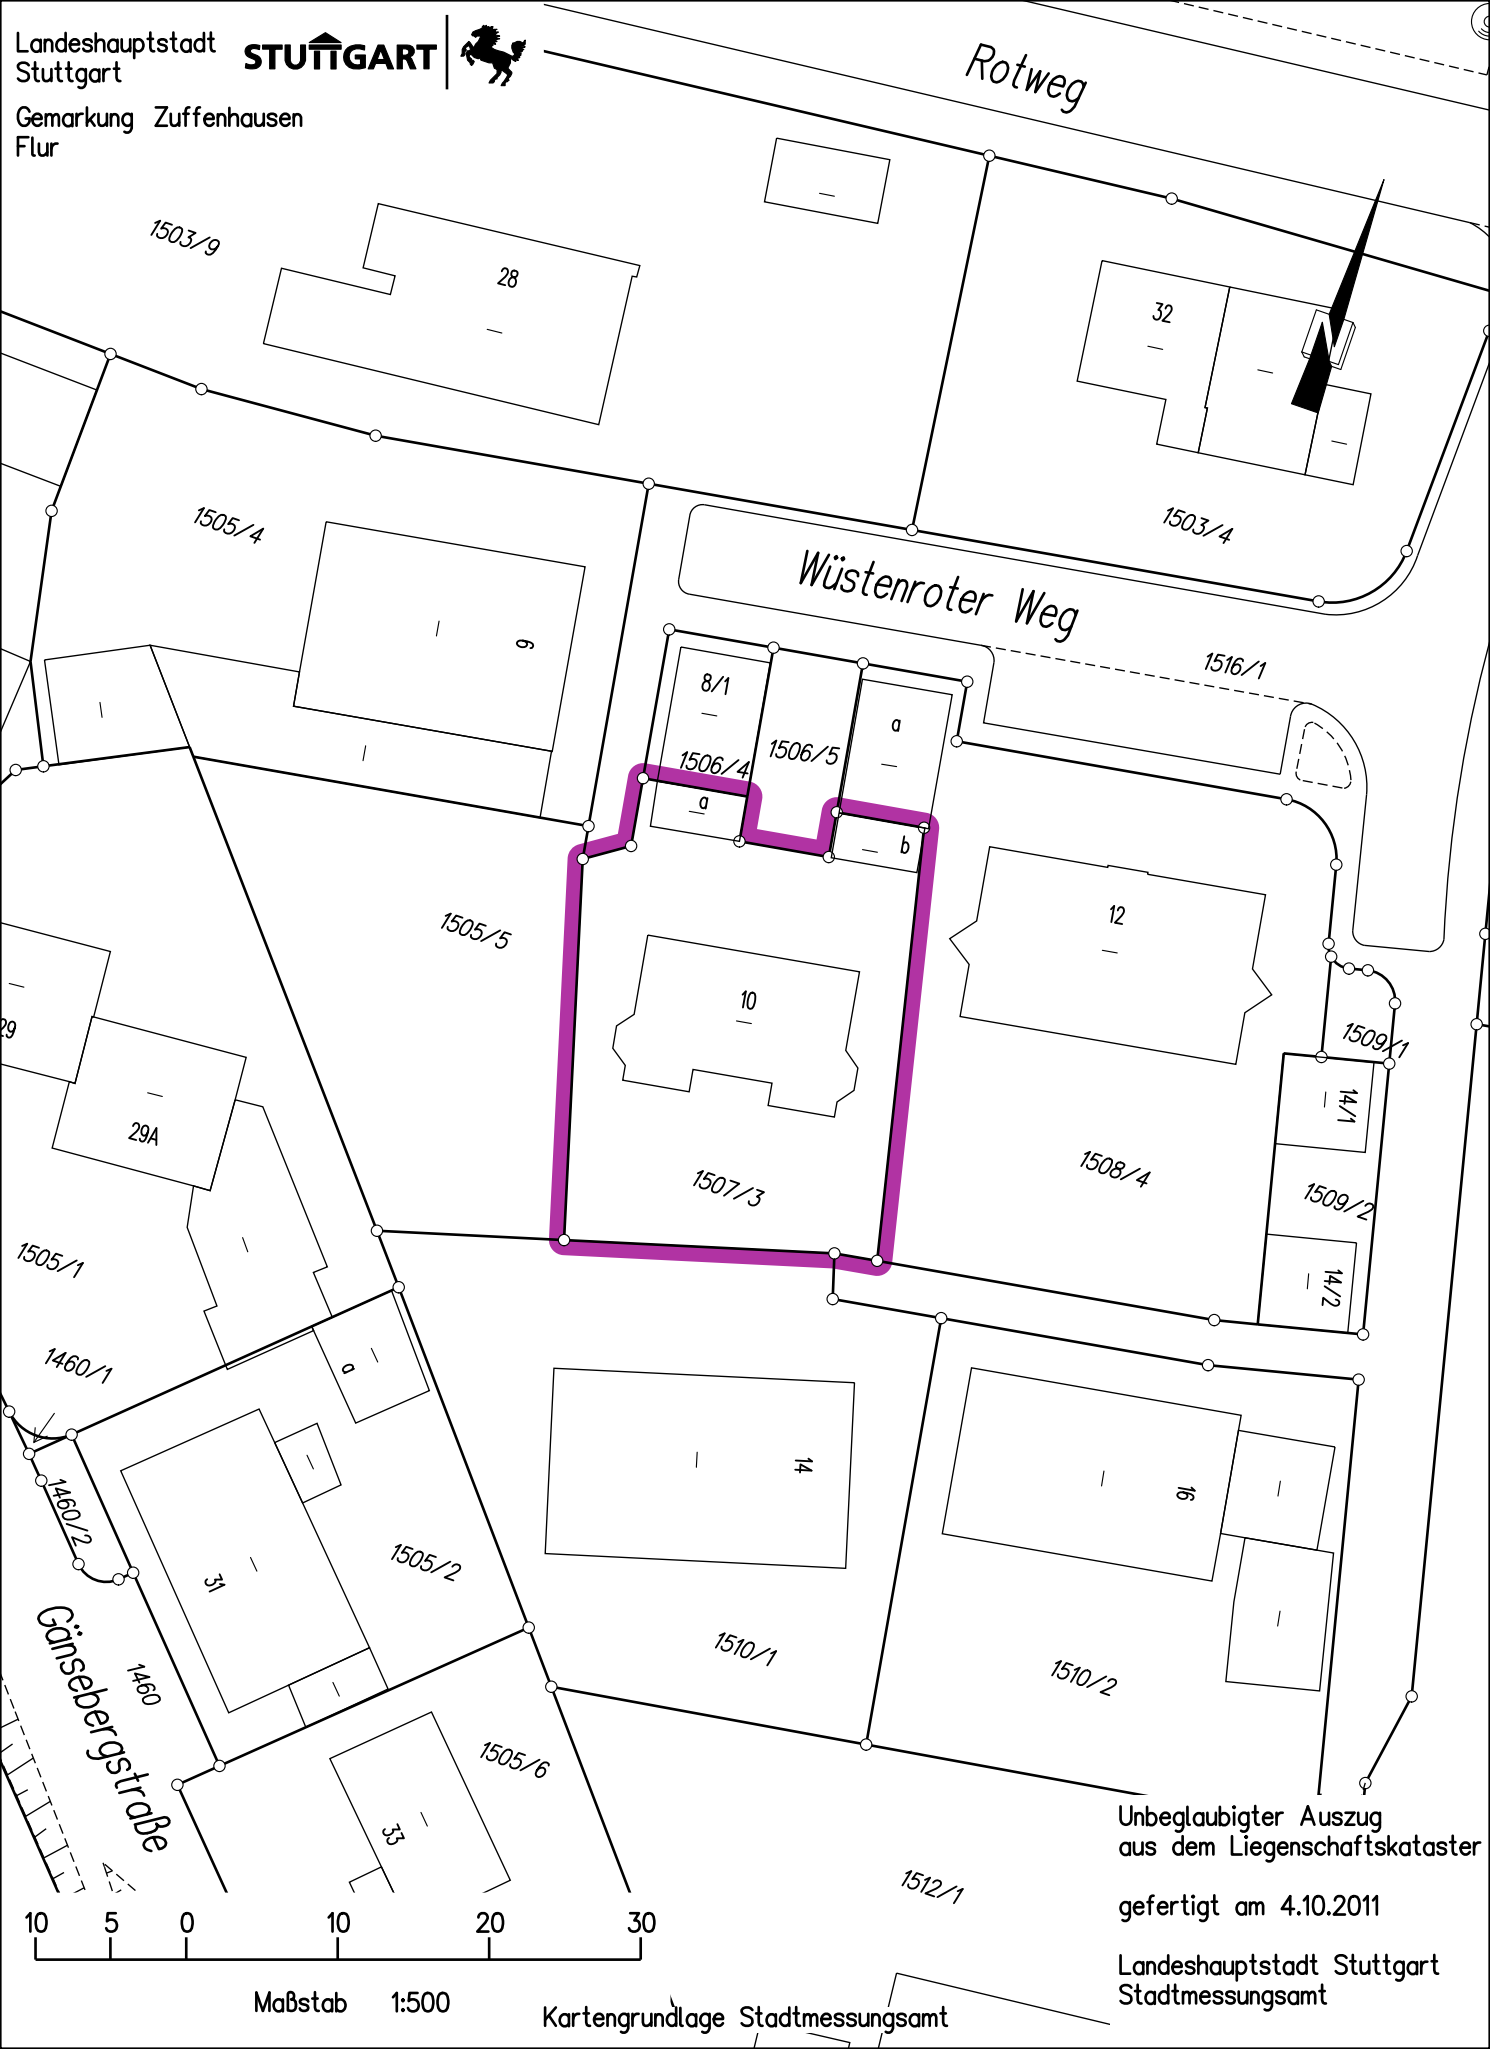 Landeshauptstadt
Stuttgart
STUTTGART
Gemarkung Zuffenhausen
Flur
Rotweg
1503/9
28
32
1505/4
1503/4
Wüstenroter Weg
9
1516/1
8/1
a
1506/4
1506/5
a
b
12
1505/5
10
29
1509/1
14/1
29A
1508/4
1507/3
1509/2
1505/1
14/2
1460/1
a
14
16
1460/2
1505/2
31
1510/1
1510/2
Gänsebergstraße
1460
1505/6
33
1512/1
Unbeglaubigter Auszug
aus dem Liegenschaftskataster
gefertigt am 4.10.2011
Landeshauptstadt Stuttgart
Stadtmessungsamt
10 5 0 10 20 30
Maßstab 1:500
Kartengrundlage Stadtmessungsamt